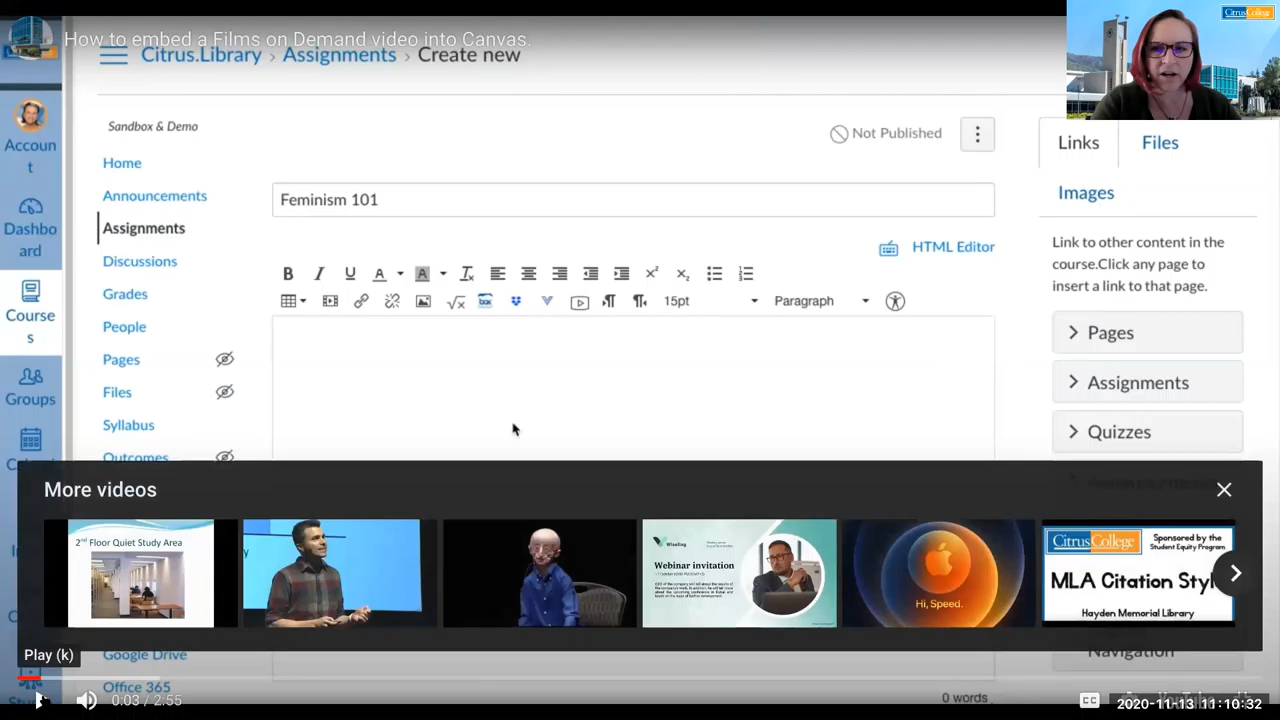 How to embed a Films on Demand video into Canvas.
CitrusCollege
Citrus.Library › Assignments › Create new
Sandbox & Demo
Not Published
Links
Files
Images
Accoun
t
Dashbo
ard
Course
s
Groups
Home
Announcements
Assignments
Discussions
Grades
People
Pages
Files
Syllabus
Outcomes
Feminism 101
HTML Editor
B I U A A
15pt
Paragraph
Link to other content in the
course.Click any page to
insert a link to that page.
Pages
Assignments
Quizzes
More videos
2nd Floor Quiet Study Area
Webinar invitation
Hi, Speed.
CitrusCollege
Sponsored by the
Student Equity Program
MLA Citation Styl
Hayden Memorial Library
Navigation
Play (k)
Google Drive
Office 365
0:03 / 2:55
0 words
CC
2020-11-13 11:10:32